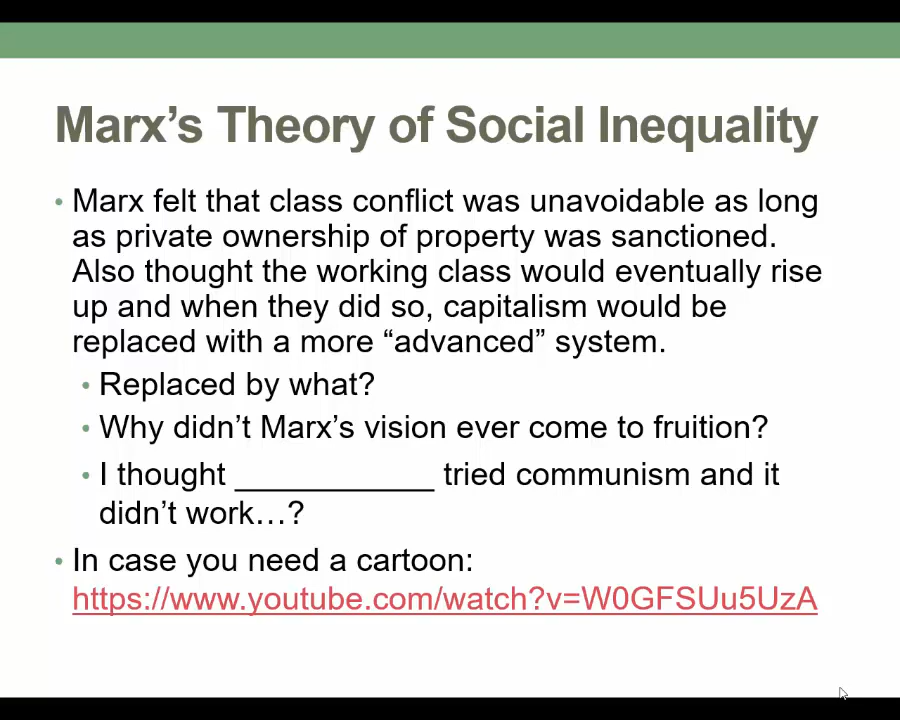 Marx’s Theory of Social Inequality
• Marx felt that class conflict was unavoidable as long
as private ownership of property was sanctioned.
Also thought the working class would eventually rise
up and when they did so, capitalism would be
replaced with a more “advanced” system.
• Replaced by what?
• Why didn’t Marx’s vision ever come to fruition?
• I thought ___________ tried communism and it
didn’t work…?
• In case you need a cartoon:
https://www.youtube.com/watch?v=W0GFSUu5UzA